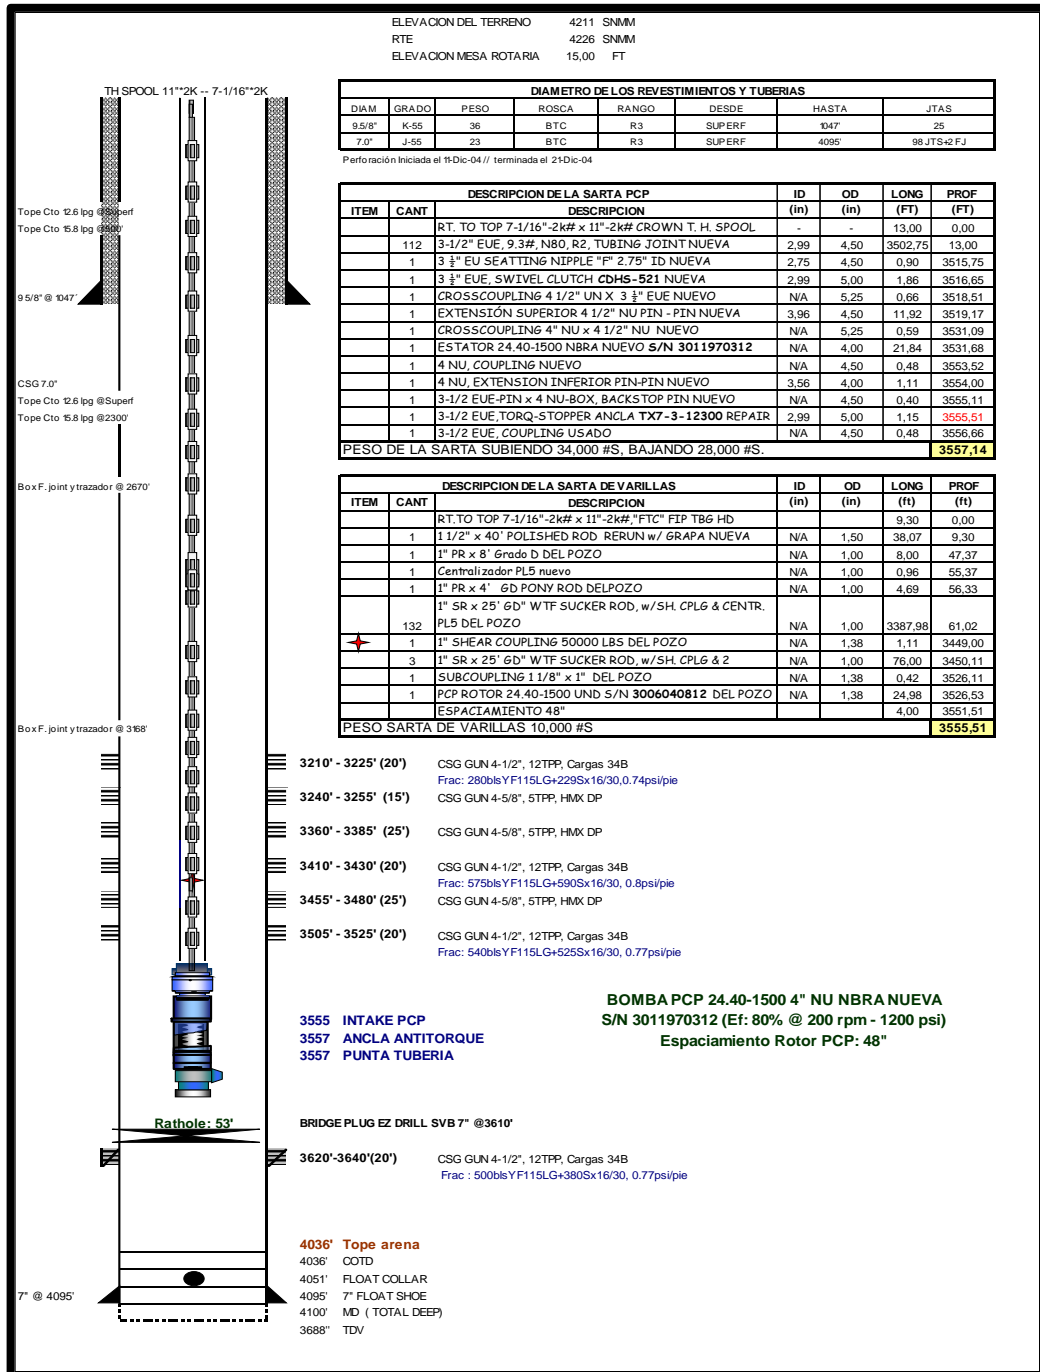 ELEVACION DEL TERRENO 4211 SNMM
RTE 4226 SNMM
ELEVACION MESA ROTARIA 15,00 FT
TH SPOOL 11"*2K -- 7-1/16"*2K
DIAMETRO DE LOS REVESTIMIENTOS Y TUBERIAS
DIAM GRADO PESO ROSCA RANGO DESDE HASTA JTAS
9.5/8" K-55 36 BTC R3 SUPERF 1047' 25
7.0" J-55 23 BTC R3 SUPERF 4095' 98 JTS+2 FJ
Perforación Iniciada el 11-Dic-04 // terminada el 21-Dic-04
DESCRIPCION DE LA SARTA PCP ID OD LONG PROF
ITEM CANT DESCRIPCION (in) (in) (FT) (FT)
RT. TO TOP 7-1/16"-2k# x 11"-2k# CROWN T. H. SPOOL - - 13,00 0,00
112 3-1/2" EUE, 9.3#, N80, R2, TUBING JOINT NUEVA 2,99 4,50 3502,75 13,00
1 3 ½" EU SEATTING NIPPLE "F" 2.75" ID NUEVA 2,75 4,50 0,90 3515,75
1 3 ½" EUE, SWIVEL CLUTCH CDHS-521 NUEVA 2,99 5,00 1,86 3516,65
1 CROSSCOUPLING 4 1/2" UN X 3 ½" EUE NUEVO N/A 5,25 0,66 3518,51
1 EXTENSIÓN SUPERIOR 4 1/2" NU PIN - PIN NUEVA 3,96 4,50 11,92 3519,17
1 CROSSCOUPLING 4" NU x 4 1/2" NU NUEVO N/A 5,25 0,59 3531,09
1 ESTATOR 24.40-1500 NBRA NUEVO S/N 3011970312 N/A 4,00 21,84 3531,68
1 4 NU, COUPLING NUEVO N/A 4,50 0,48 3553,52
1 4 NU, EXTENSION INFERIOR PIN-PIN NUEVO 3,56 4,00 1,11 3554,00
1 3-1/2 EUE-PIN x 4 NU-BOX, BACKSTOP PIN NUEVO N/A 4,50 0,40 3555,11
1 3-1/2 EUE,TORQ-STOPPER ANCLA TX7-3-12300 REPAIR 2,99 5,00 1,15 3555,51
1 3-1/2 EUE, COUPLING USADO N/A 4,50 0,48 3556,66
PESO DE LA SARTA SUBIENDO 34,000 #S, BAJANDO 28,000 #S. 3557,14
Tope Cto 12.6 lpg @Superf
Tope Cto 15.8 lpg @900'
9 5/8" @ 1047'
CSG 7.0"
Tope Cto 12.6 lpg @Superf
Tope Cto 15.8 lpg @2300'
Box F. joint y trazador @ 2670'
DESCRIPCION DE LA SARTA DE VARILLAS ID OD LONG PROF
ITEM CANT DESCRIPCION (in) (in) (ft) (ft)
RT.TO TOP 7-1/16"-2k# x 11"-2k#,"FTC" FIP TBG HD 9,30 0,00
1 1 1/2" x 40' POLISHED ROD RERUN w/ GRAPA NUEVA N/A 1,50 38,07 9,30
1 1" PR x 8' Grado D DEL POZO N/A 1,00 8,00 47,37
1 Centralizador PL5 nuevo N/A 1,00 0,96 55,37
1 1" PR x 4' GD PONY ROD DELPOZO N/A 1,00 4,69 56,33
1" SR x 25' GD" WTF SUCKER ROD, w/SH. CPLG & CENTR.
132 PL5 DEL POZO N/A 1,00 3387,98 61,02
1 1" SHEAR COUPLING 50000 LBS DEL POZO N/A 1,38 1,11 3449,00
3 1" SR x 25' GD" WTF SUCKER ROD, w/SH. CPLG & 2 N/A 1,00 76,00 3450,11
1 SUBCOUPLING 1 1/8" x 1" DEL POZO N/A 1,38 0,42 3526,11
1 PCP ROTOR 24.40-1500 UND S/N 3006040812 DEL POZO N/A 1,38 24,98 3526,53
ESPACIAMIENTO 48" 4,00 3551,51
PESO SARTA DE VARILLAS 10,000 #S 3555,51
Box F. joint y trazador @ 3168'
3210' - 3225' (20') CSG GUN 4-1/2", 12TPP, Cargas 34B
Frac: 280blsYF115LG+229Sx16/30,0.74psi/pie
3240' - 3255' (15') CSG GUN 4-5/8", 5TPP, HMX DP
3360' - 3385' (25') CSG GUN 4-5/8", 5TPP, HMX DP
3410' - 3430' (20') CSG GUN 4-1/2", 12TPP, Cargas 34B
Frac: 575blsYF115LG+590Sx16/30, 0.8psi/pie
3455' - 3480' (25') CSG GUN 4-5/8", 5TPP, HMX DP
3505' - 3525' (20') CSG GUN 4-1/2", 12TPP, Cargas 34B
Frac: 540blsYF115LG+525Sx16/30, 0.77psi/pie
BOMBA PCP 24.40-1500 4" NU NBRA NUEVA
S/N 3011970312 (Ef: 80% @ 200 rpm - 1200 psi)
Espaciamiento Rotor PCP: 48"
3555 INTAKE PCP
3557 ANCLA ANTITORQUE
3557 PUNTA TUBERIA
Rathole: 53'
BRIDGE PLUG EZ DRILL SVB 7" @3610'
3620'-3640'(20') CSG GUN 4-1/2", 12TPP, Cargas 34B
Frac : 500blsYF115LG+380Sx16/30, 0.77psi/pie
4036' Tope arena
4036' COTD
4051' FLOAT COLLAR
4095' 7" FLOAT SHOE
7" @ 4095'
4100' MD ( TOTAL DEEP)
3688" TDV